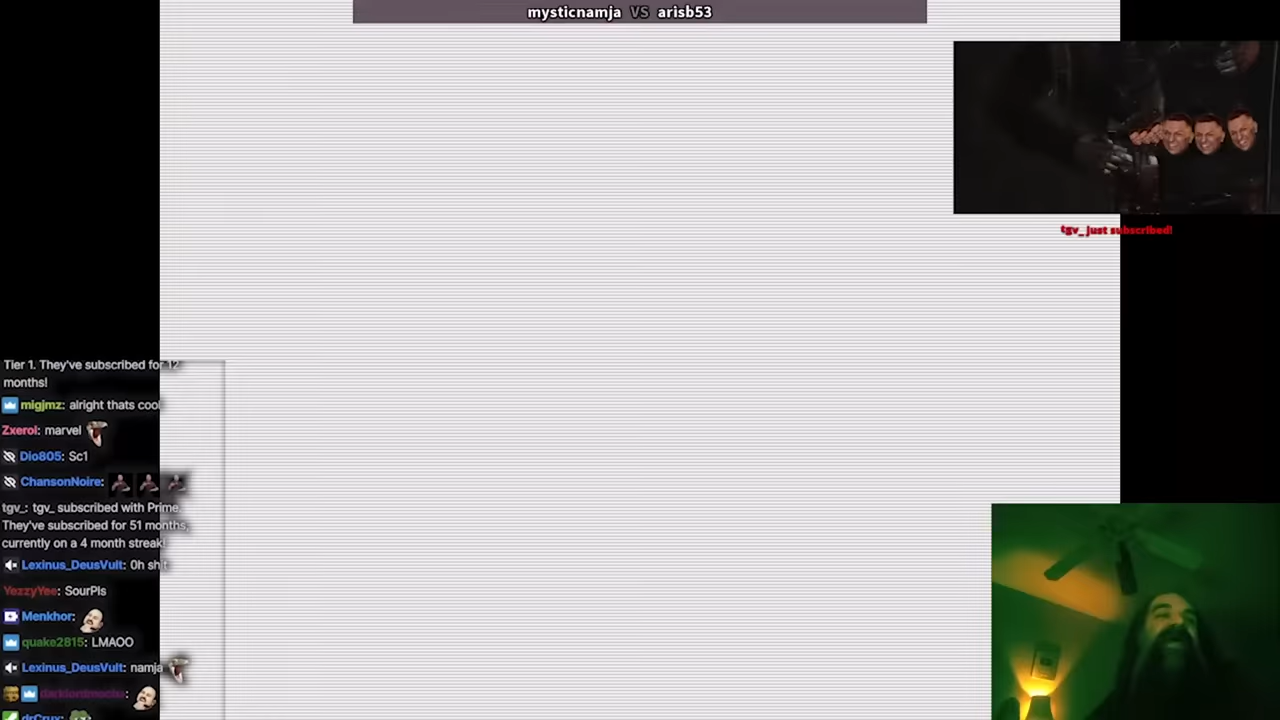 mysticnamja VS arisb53
tgv_ just subscribed!
Tier 1. They've subscribed for 12
months!
migjmz: alright thats cool
Zxerol: marvel
Dio805: Sc1
ChansonNoire:
tgv_: tgv_ subscribed with Prime.
They've subscribed for 51 months,
currently on a 4 month streak!
Lexinus_DeusVult: 0h shit
YezzyYee: SourPls
Menkhor:
quake2815: LMAOO
Lexinus_DeusVult: namja
drCrux: